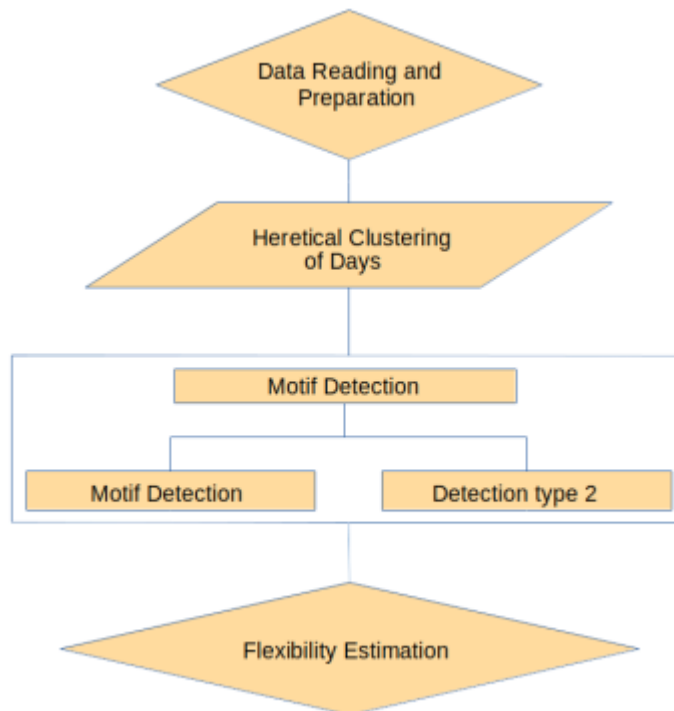 Data Reading and
Preparation
Heretical Clustering
of Days
Motif Detection
Motif Detection
Detection type 2
Flexibility Estimation